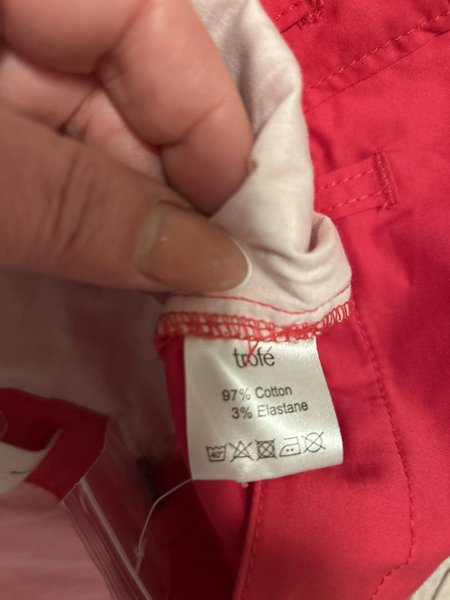 trofé
97% Cotton
3% Elastane